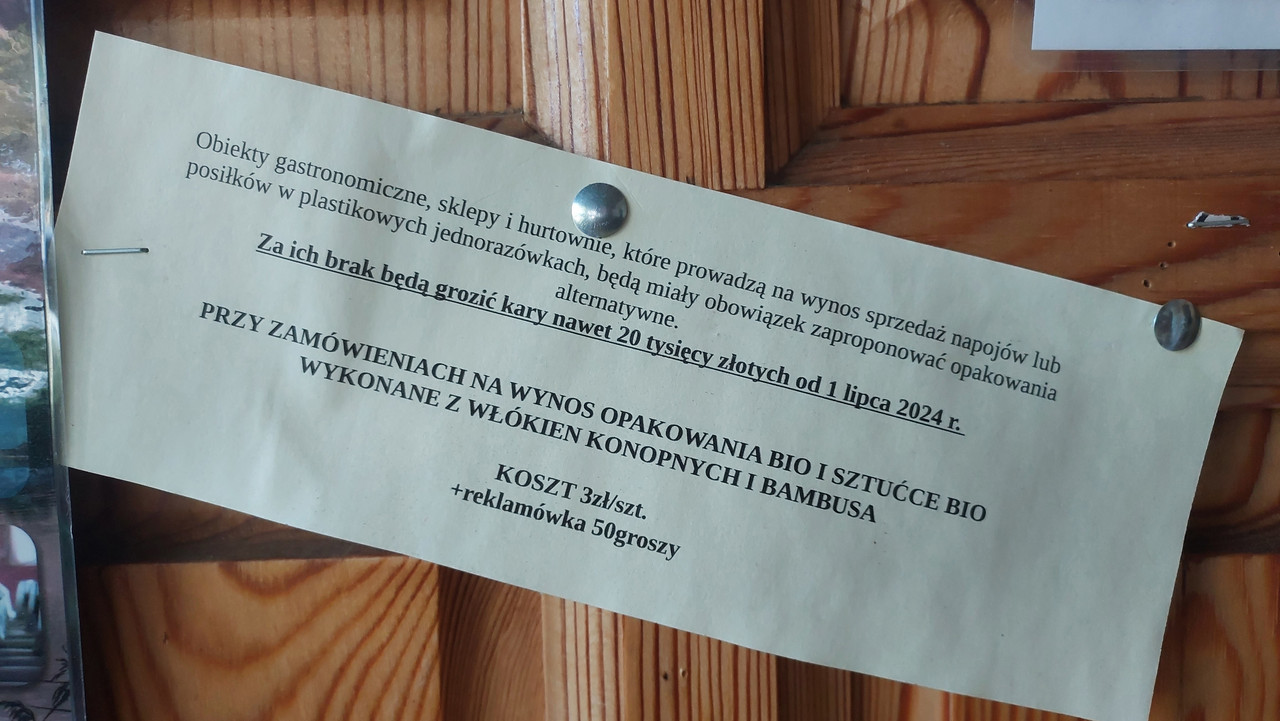 Obiekty gastronomiczne, sklepy i hurtownie, które prowadzą na wynos sprzedaż napojów lub
posiłków w plastikowych jednorazówkach, będą miały obowiązek zaproponować opakowania
alternatywne.
Za ich brak będą grozić kary nawet 20 tysięcy złotych od 1 lipca 2024 r.
PRZY ZAMÓWIENIACH NA WYNOS OPAKOWANIA BIO I SZTUĆCE BIO
WYKONANE Z WŁÓKIEN KONOPNYCH I BAMBUSA
KOSZT 3zł/szt.
+reklamówka 50groszy